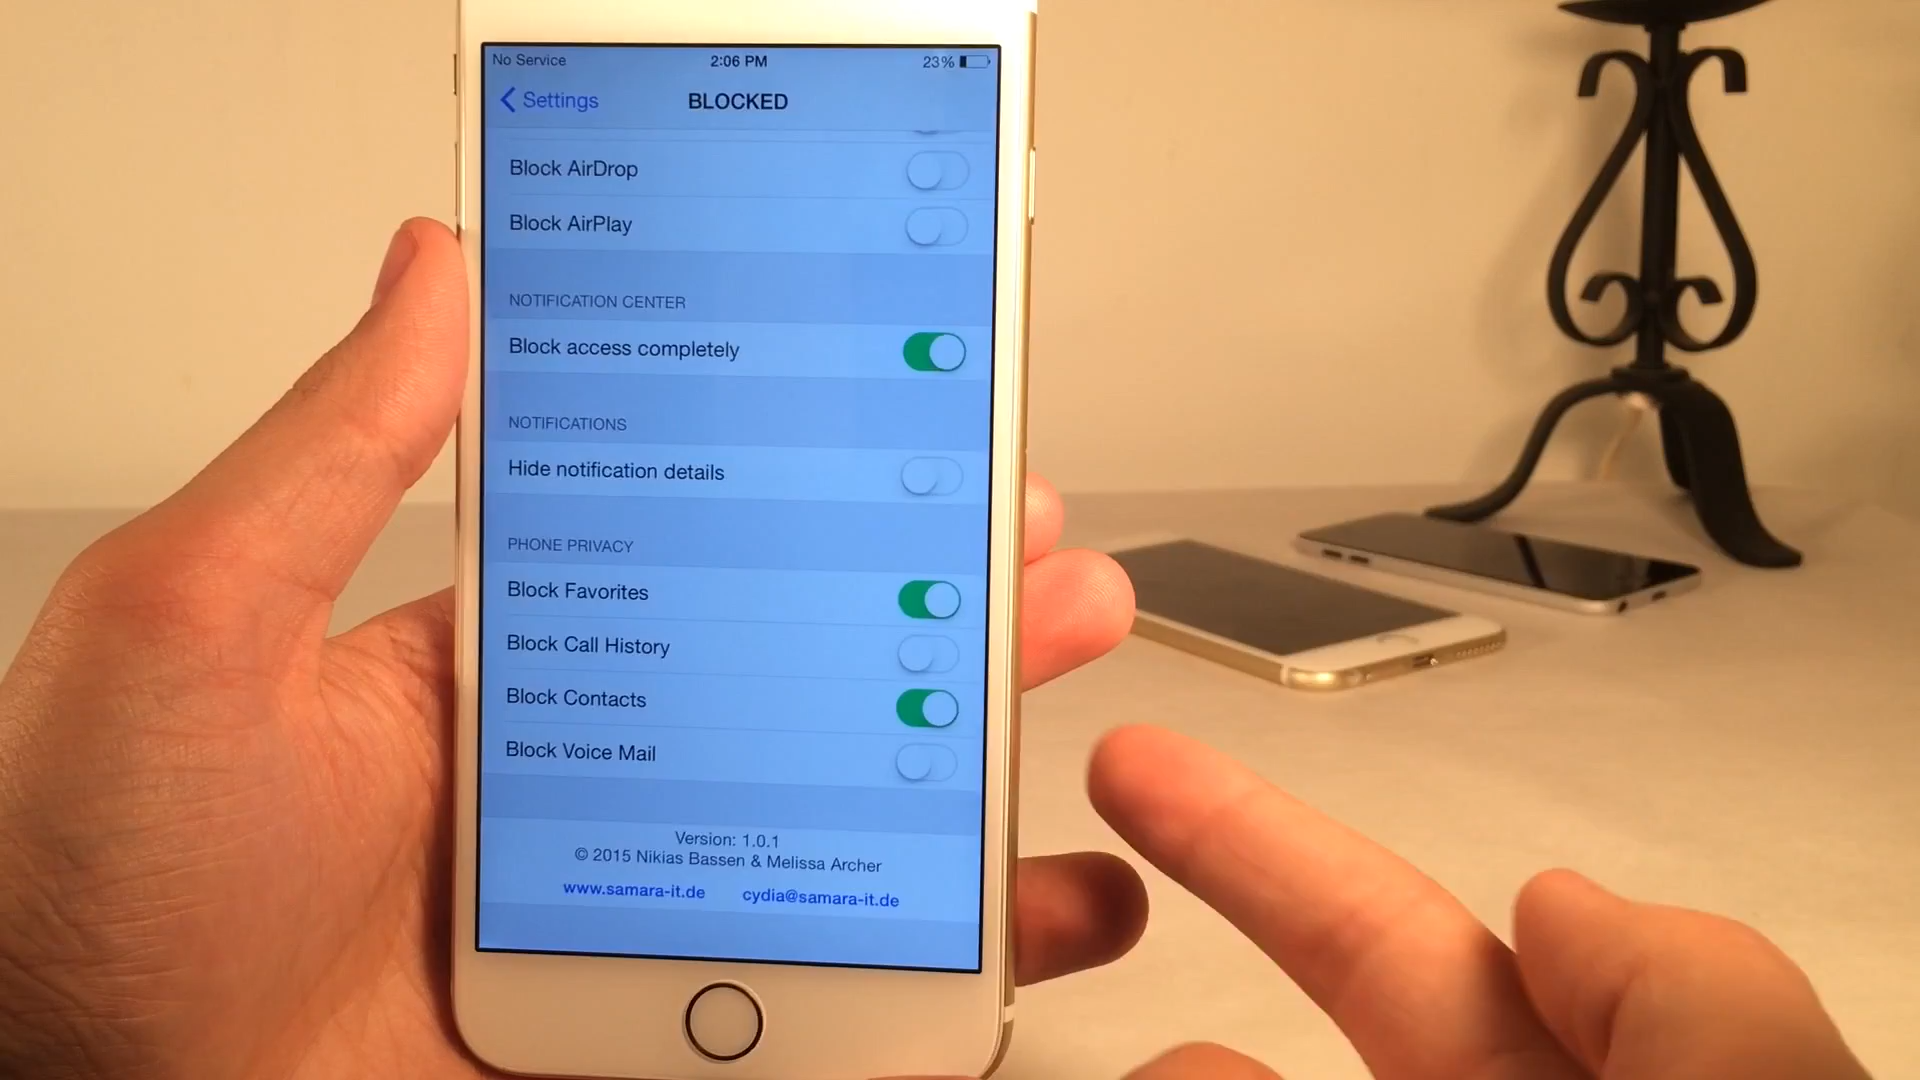 No Service 2:06 PM 23%
Settings BLOCKED
Block AirDrop
Block AirPlay
NOTIFICATION CENTER
Block access completely
NOTIFICATIONS
Hide notification details
PHONE PRIVACY
Block Favorites
Block Call History
Block Contacts
Block Voice Mail
Version: 1.0.1
© 2015 Nikias Bassen & Melissa Archer
www.samara-it.de cydia@samara-it.de